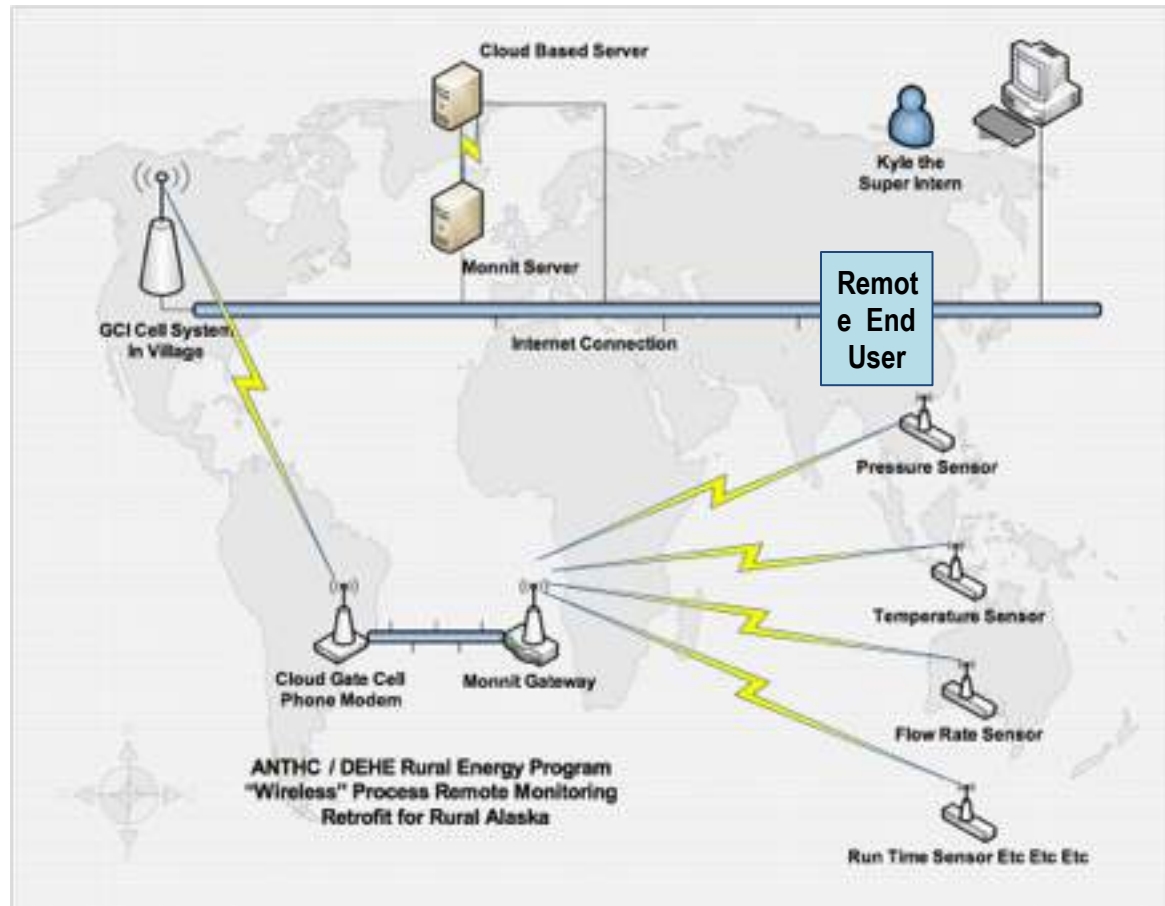 Cloud Based Server
Kyle the
Super Intern
Monnit Server
Remot
e End
User
GCI Cell System
In Village
Internet Connection
Pressure Sensor
Temperature Sensor
Cloud Gate Cell
Phone Modem
Monnit Gateway
Flow Rate Sensor
ANTHC / DEHE Rural Energy Program
"Wireless" Process Remote Monitoring
Retrofit for Rural Alaska
Run Time Sensor Etc Etc Etc